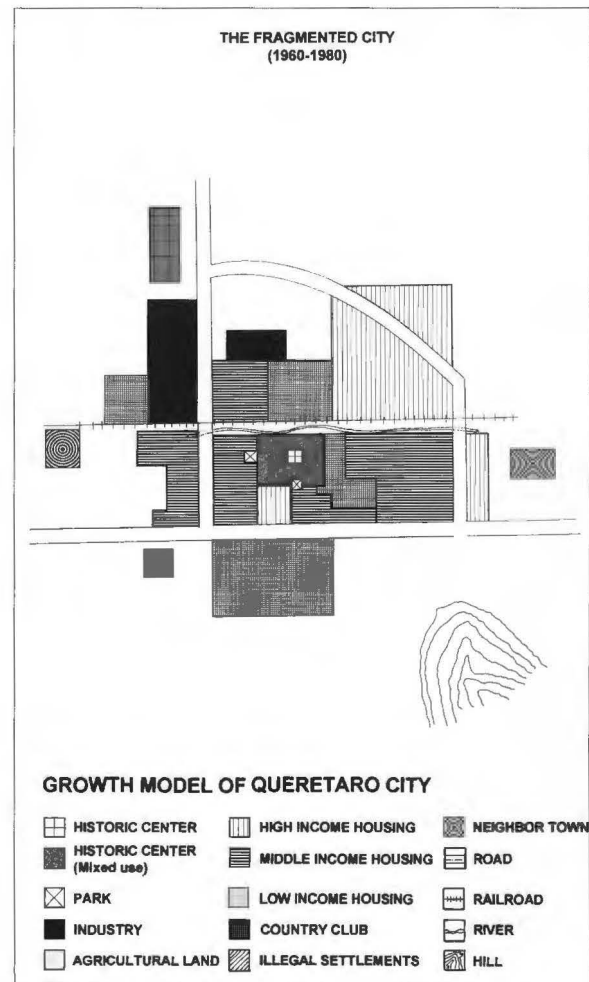 THE FRAGMENTED CITY
(1960-1980)
GROWTH MODEL OF QUERETARO CITY
HISTORIC CENTER
HISTORIC CENTER
(Mixed use)
PARK
INDUSTRY
AGRICULTURAL LAND
HIGH INCOME HOUSING
MIDDLE INCOME HOUSING
LOW INCOME HOUSING
COUNTRY CLUB
ILLEGAL SETTLEMENTS
NEIGHBOR TOWN
ROAD
RAILROAD
RIVER
HILL